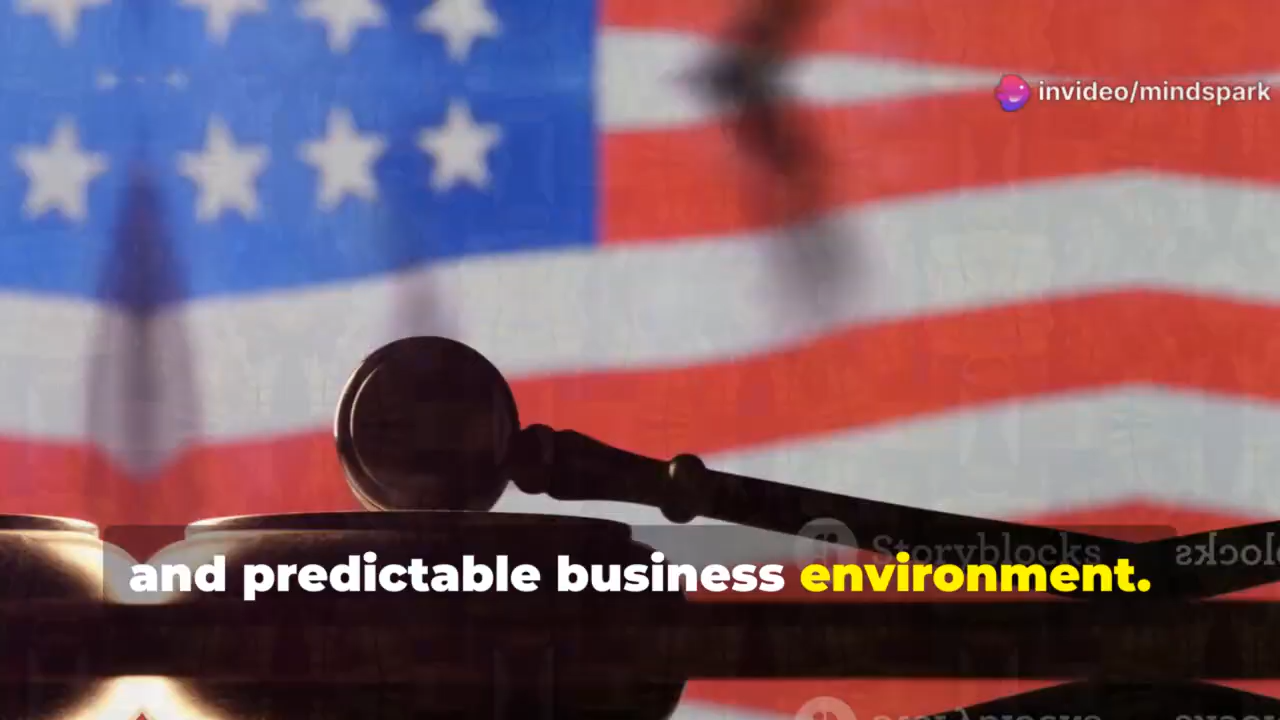 invideo/mindspark
and predictable business environment.
Storyblocks